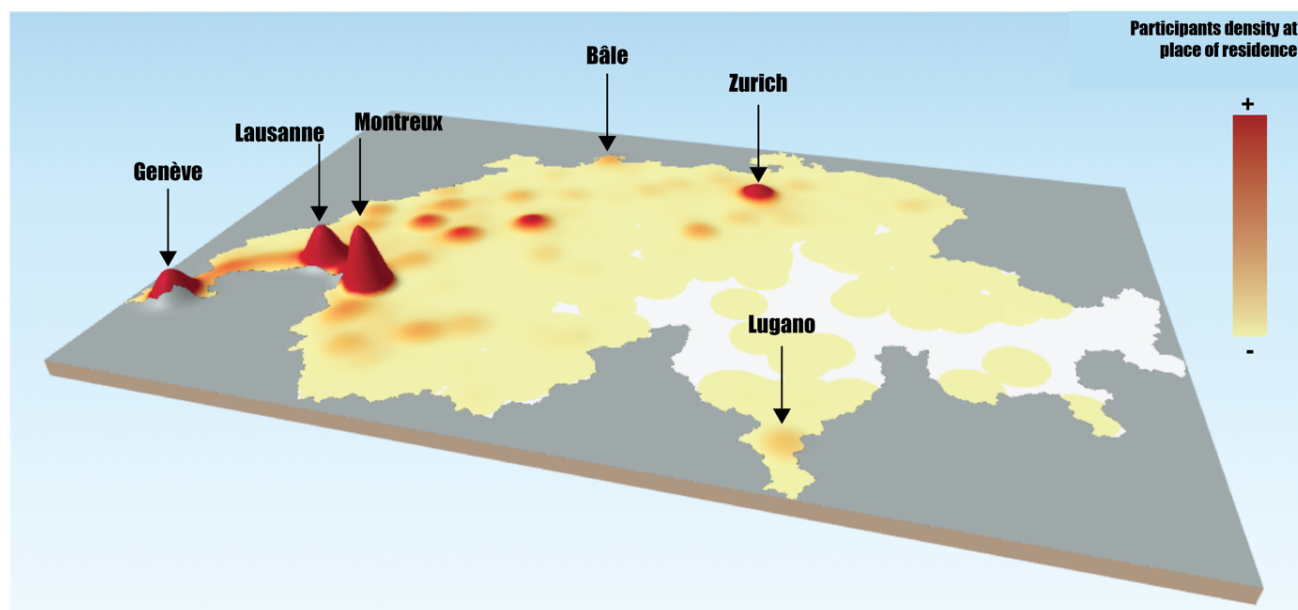 Participants density at
place of residence
Bâle
Zurich
+
Lausanne
Montreux
Genève
Lugano
-